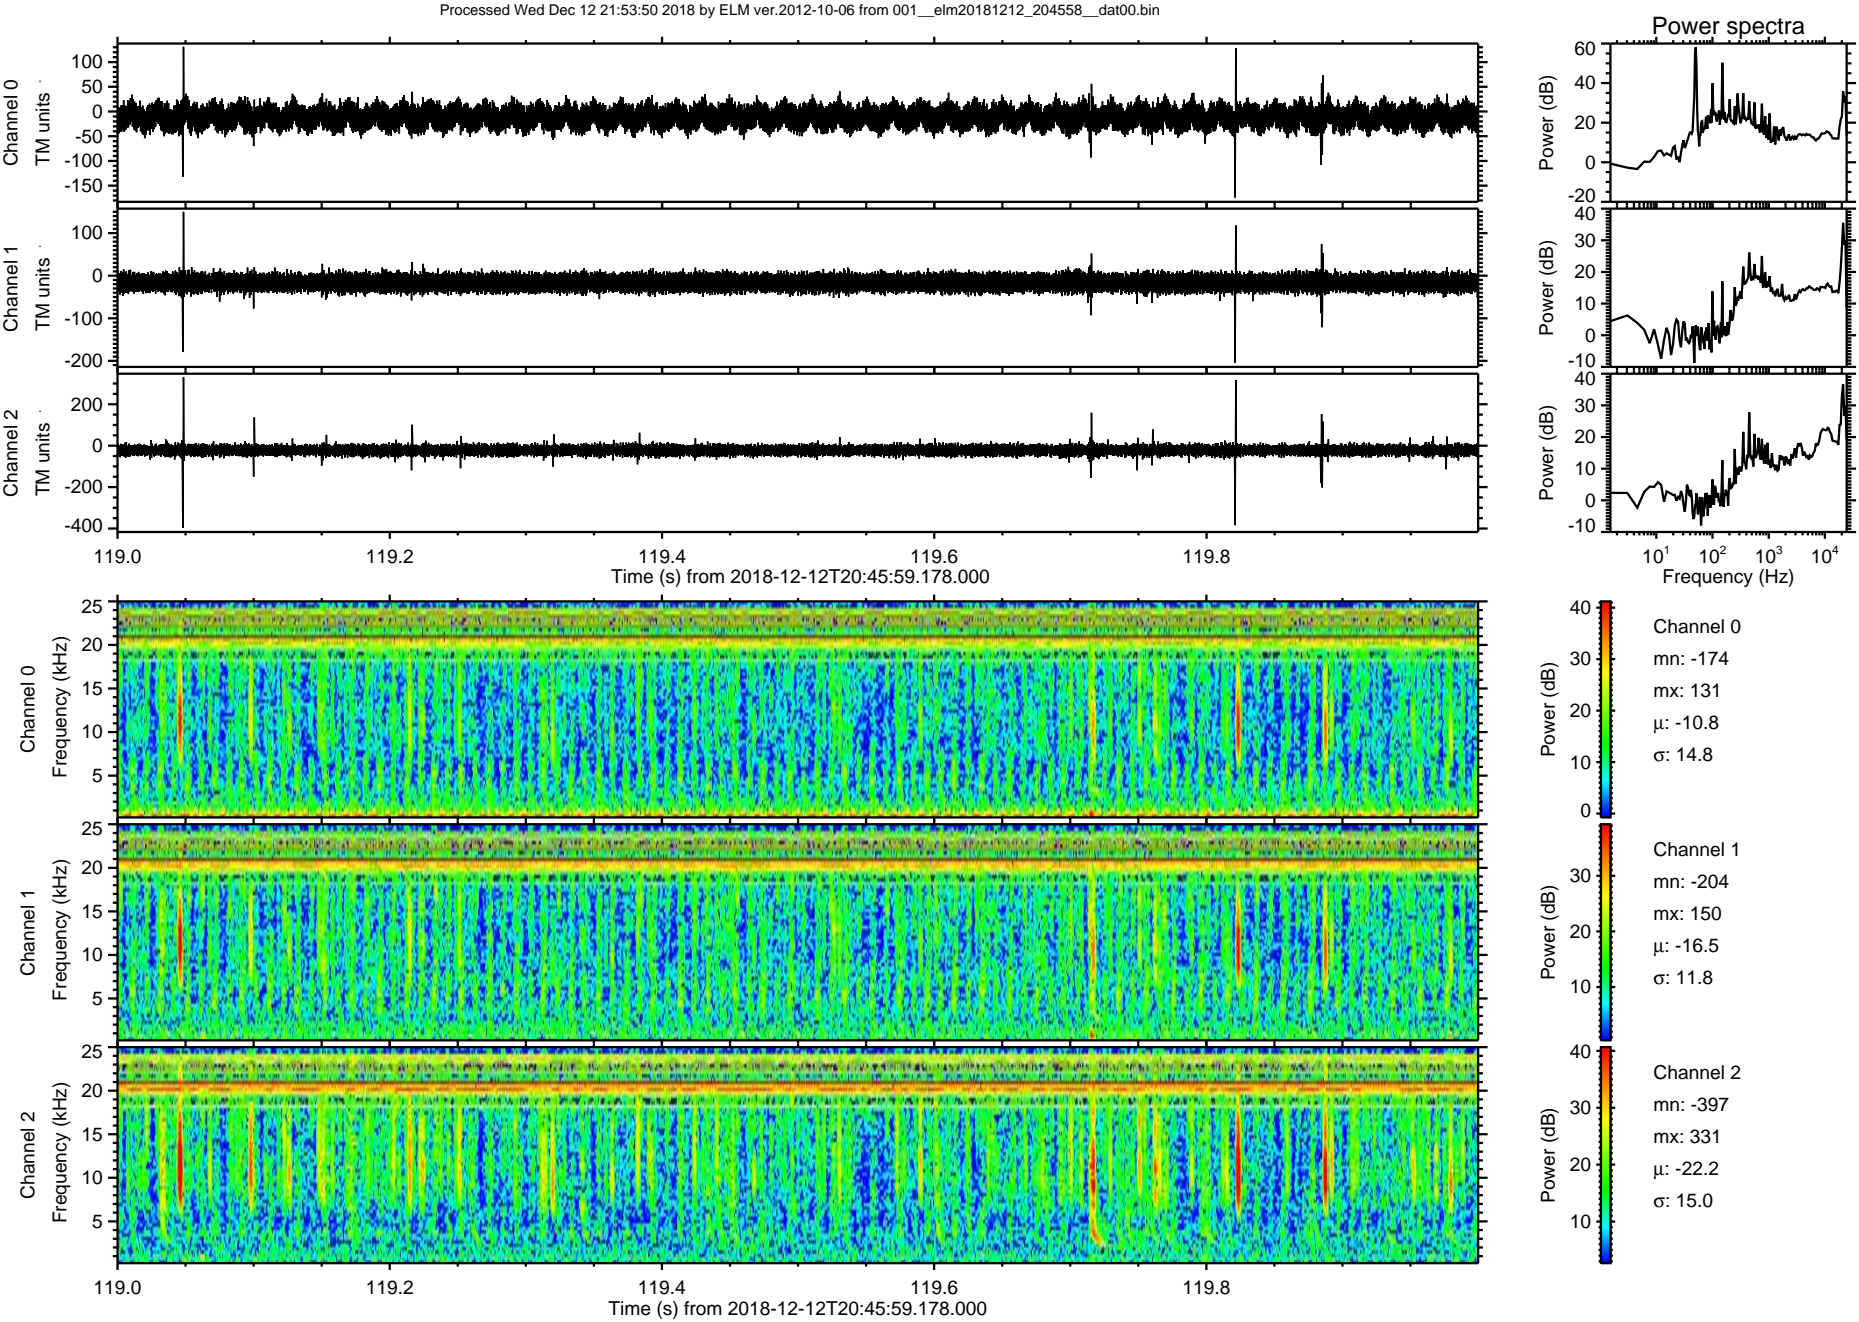 Processed Wed Dec 12 21:53:50 2018 by ELM ver.2012-10-06 from 001__elm20181212_204558__dat00.bin
Power spectra
Channel 0
TM units
100
50
0
-50
-100
-150
Power (dB)
60
40
20
0
-20
Channel 1
TM units
100
0
-100
-200
Power (dB)
40
30
20
10
0
-10
Channel 2
TM units
200
0
-200
-400
Power (dB)
40
30
20
10
0
-10
119.0 119.2 119.4 119.6 119.8
Time (s) from 2018-12-12T20:45:59.178.000
10¹ 10² 10³ 10⁴
Frequency (Hz)
Channel 0
Frequency (kHz)
25
20
15
10
5
Power (dB)
40
30
20
10
0
Channel 0
mn: -174
mx: 131
μ: -10.8
σ: 14.8
Channel 1
Frequency (kHz)
25
20
15
10
5
Power (dB)
30
20
10
Channel 1
mn: -204
mx: 150
μ: -16.5
σ: 11.8
Channel 2
Frequency (kHz)
25
20
15
10
5
Power (dB)
40
30
20
10
Channel 2
mn: -397
mx: 331
μ: -22.2
σ: 15.0
119.0 119.2 119.4 119.6 119.8
Time (s) from 2018-12-12T20:45:59.178.000